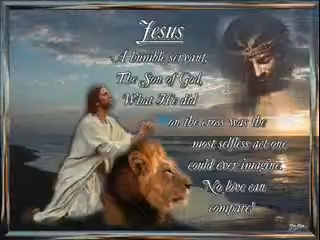 Jesus
A humble servant,
The Son of God,
What He did
on the cross was the
most selfless act one
could ever imagine,
No love can
compare!